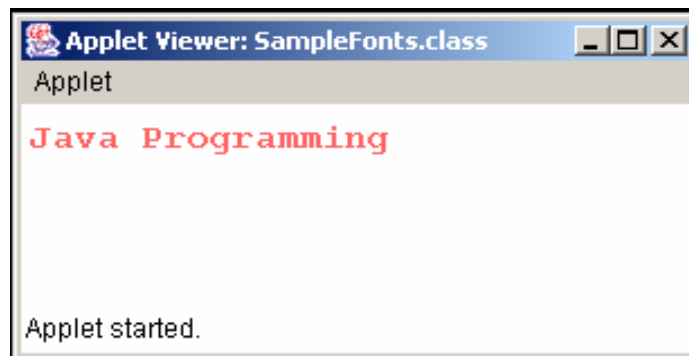 Applet Viewer: SampleFonts.class
Applet
Java Programming
Applet started.